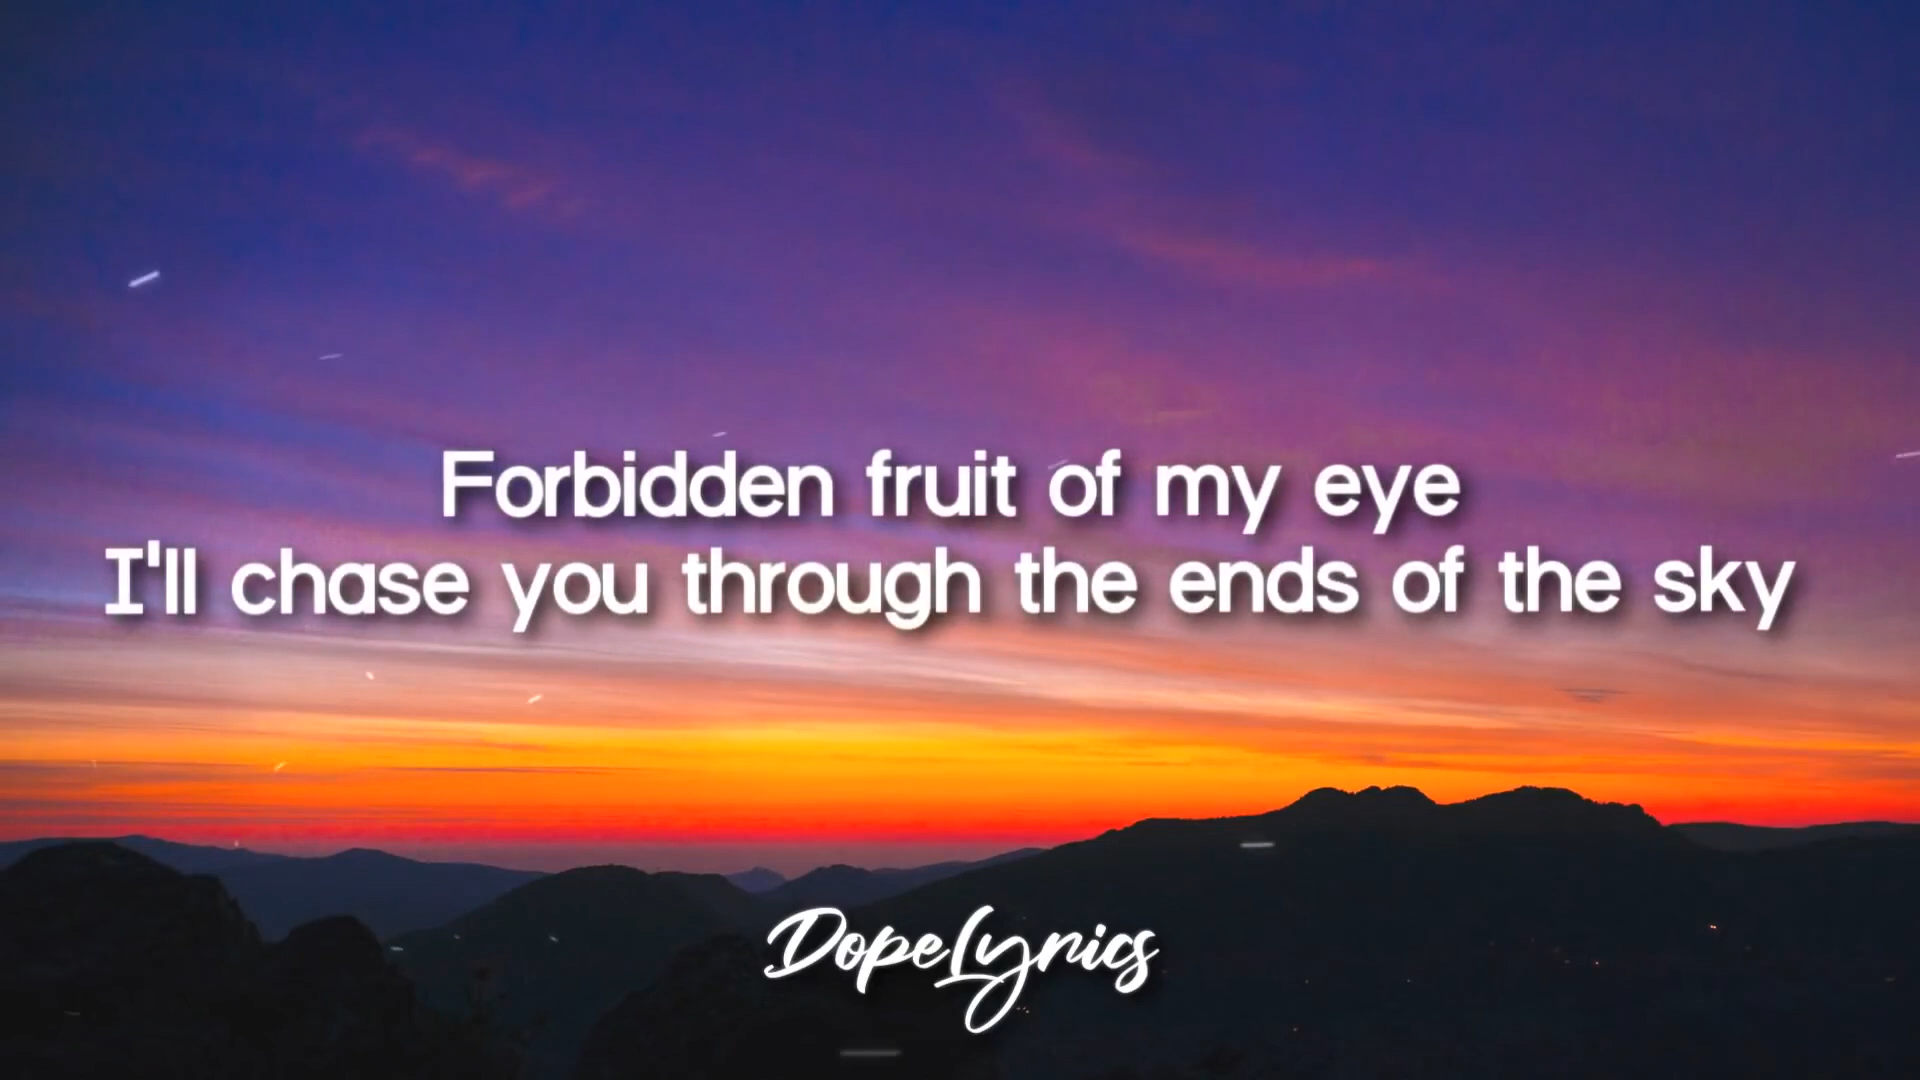 Forbidden fruit of my eye
I'll chase you through the ends of the sky
DopeLyrics